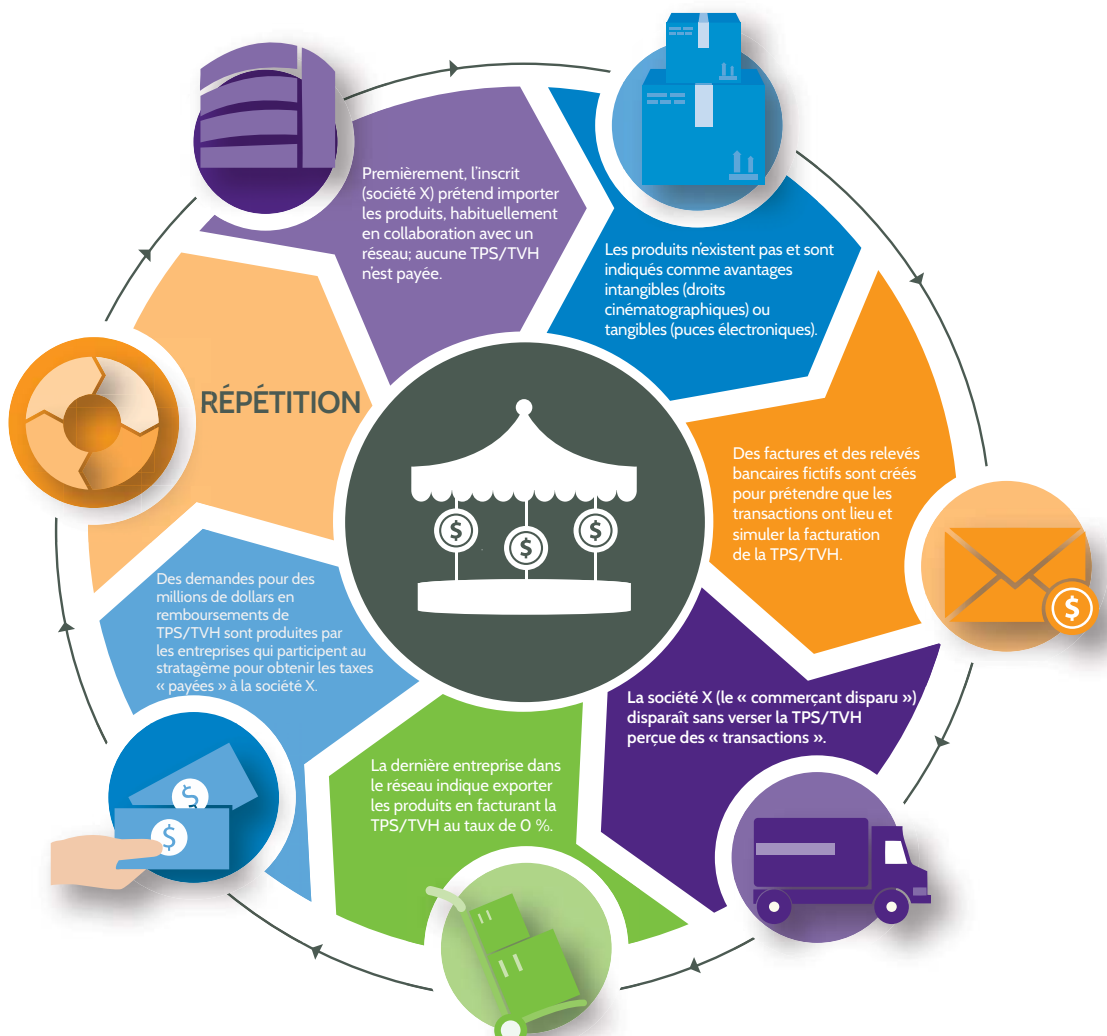 Premièrement, l’inscrit
(société X) prétend importer
les produits, habituellement
en collaboration avec un
réseau; aucune TPS/TVH
n’est payée.
Les produits n’existent pas et sont
indiqués comme avantages
intangibles (droits
cinématographiques) ou
tangibles (puces électroniques).
Des factures et des relevés
bancaires fictifs sont créés
pour prétendre que les
transactions ont lieu et
simuler la facturation
de la TPS/TVH.
La société X (le « commerçant disparu »)
disparaît sans verser la TPS/TVH
perçue des « transactions ».
La dernière entreprise dans
le réseau indique exporter
les produits en facturant la
TPS/TVH au taux de 0 %.
Des demandes pour des
millions de dollars en
remboursements de
TPS/TVH sont produites par
les entreprises qui participent au
stratagème pour obtenir les taxes
« payées » à la société X.
RÉPÉTITION
$ $ $
$
$
$